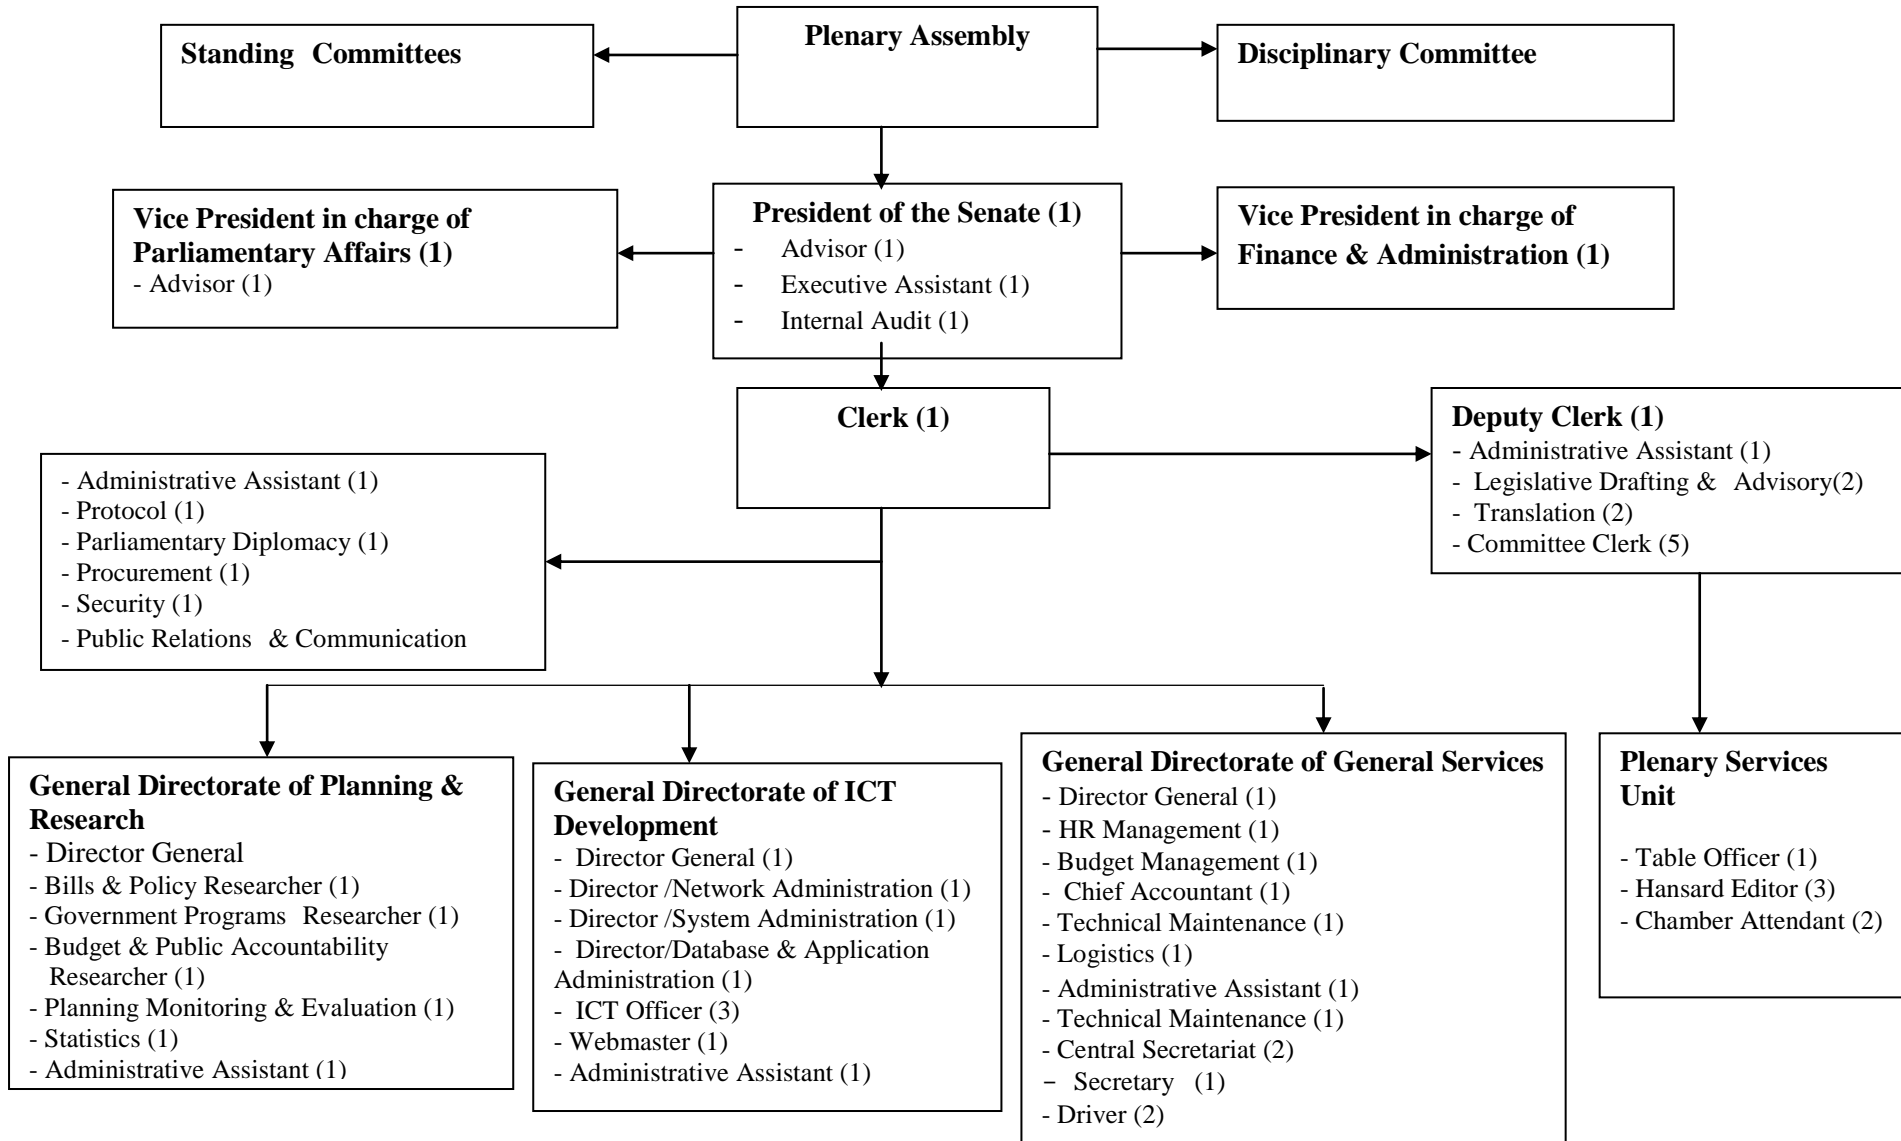 Plenary Assembly
Standing Committees
Disciplinary Committee
Vice President in charge of
Parliamentary Affairs (1)
- Advisor (1)
President of the Senate (1)
- Advisor (1)
- Executive Assistant (1)
- Internal Audit (1)
Vice President in charge of
Finance & Administration (1)
Clerk (1)
Deputy Clerk (1)
- Administrative Assistant (1)
- Legislative Drafting & Advisory(2)
- Translation (2)
- Committee Clerk (5)
- Administrative Assistant (1)
- Protocol (1)
- Parliamentary Diplomacy (1)
- Procurement (1)
- Security (1)
- Public Relations & Communication
General Directorate of Planning &
Research
- Director General
- Bills & Policy Researcher (1)
- Government Programs Researcher (1)
- Budget & Public Accountability
Researcher (1)
- Planning Monitoring & Evaluation (1)
- Statistics (1)
- Administrative Assistant (1)
General Directorate of ICT
Development
- Director General (1)
- Director /Network Administration (1)
- Director /System Administration (1)
- Director/Database & Application
Administration (1)
- ICT Officer (3)
- Webmaster (1)
- Administrative Assistant (1)
General Directorate of General Services
- Director General (1)
- HR Management (1)
- Budget Management (1)
- Chief Accountant (1)
- Technical Maintenance (1)
- Logistics (1)
- Administrative Assistant (1)
- Technical Maintenance (1)
- Central Secretariat (2)
– Secretary (1)
- Driver (2)
Plenary Services
Unit
- Table Officer (1)
- Hansard Editor (3)
- Chamber Attendant (2)